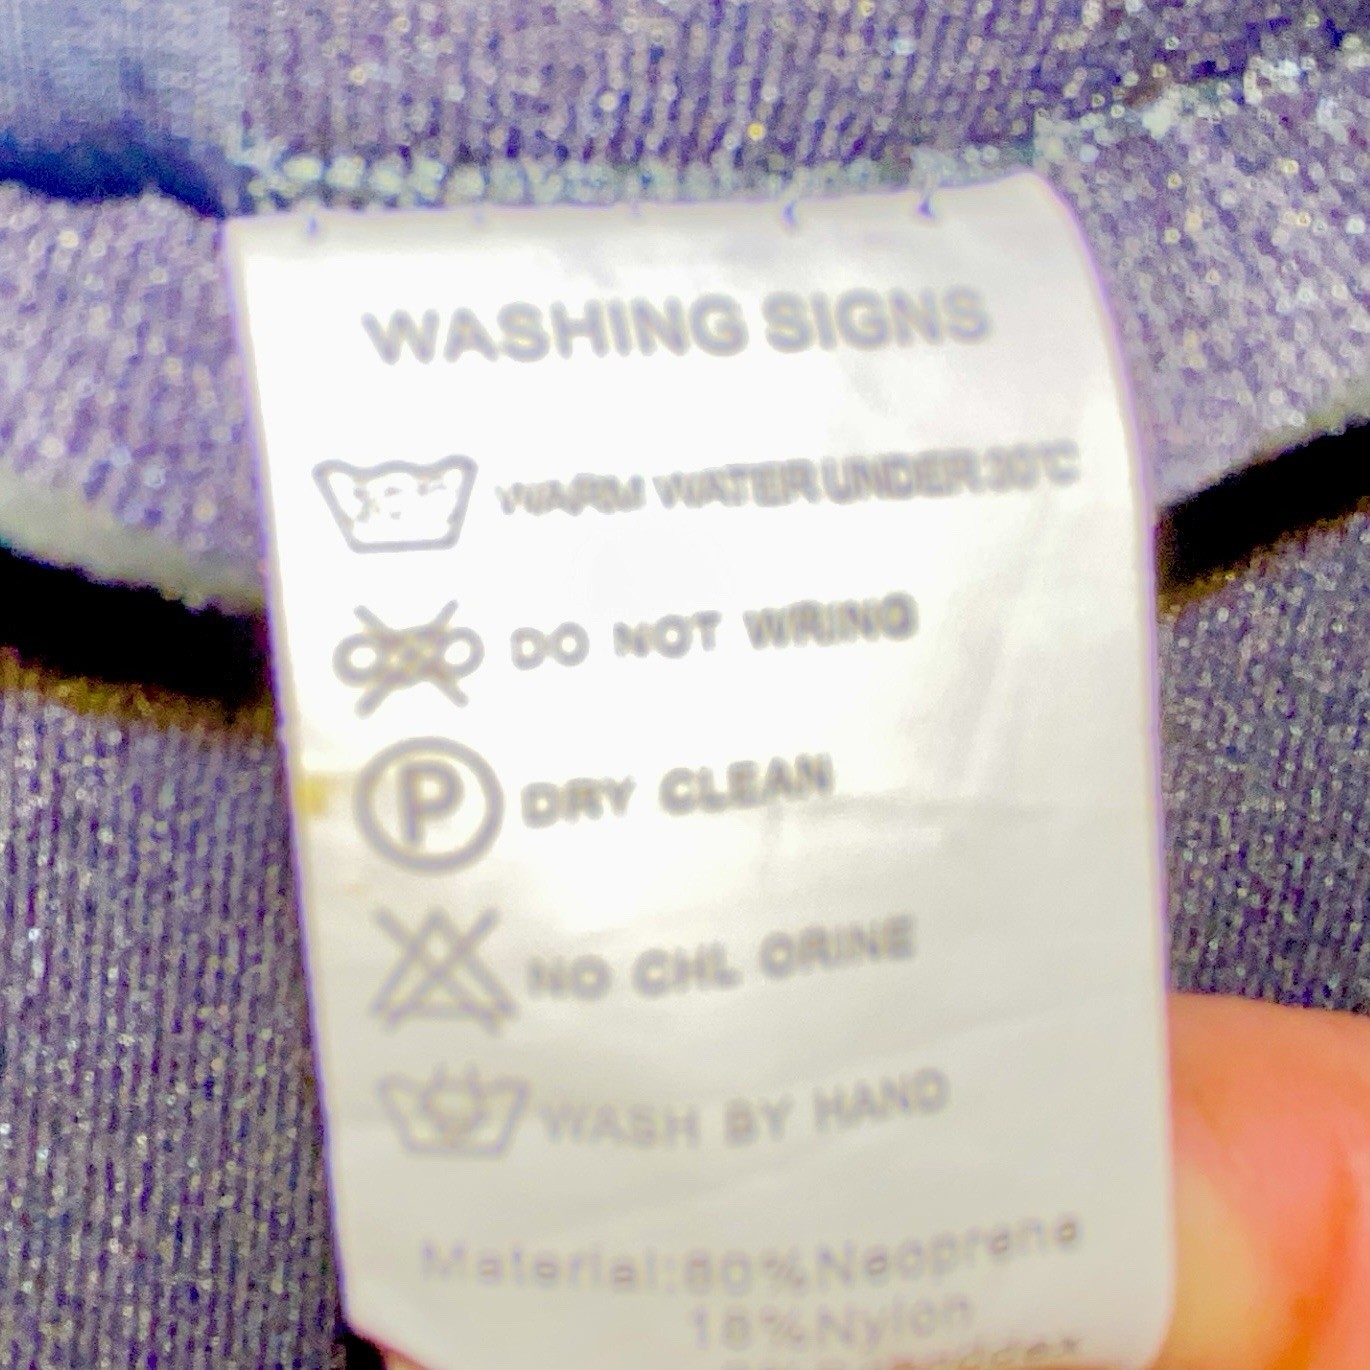 WASHING SIGNS
WARM WATER UNDER 30°C
DO NOT WRING
P DRY CLEAN
NO CHL ORINE
WASH BY HAND
Material:80%Neoprene
18%Nylon